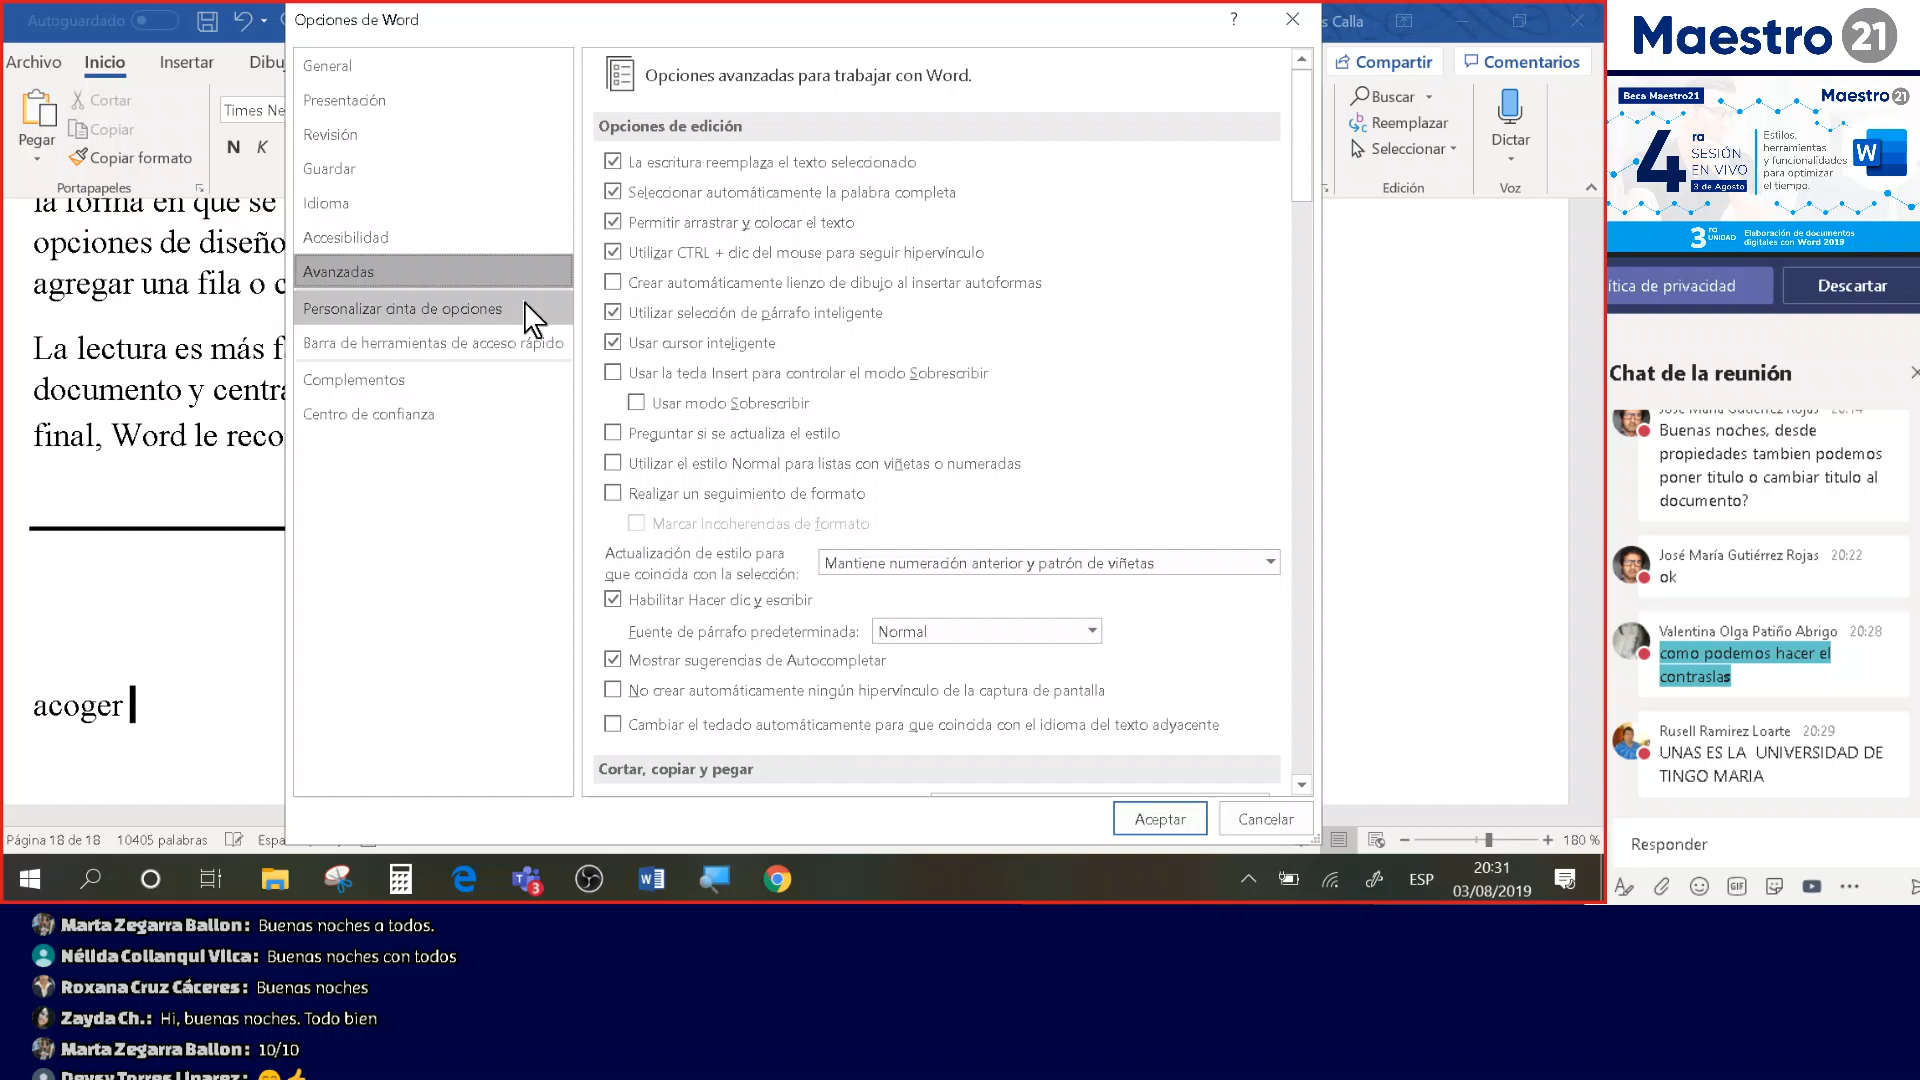 Autoguardado
Opciones de Word
s Calla
Archivo
Inicio
Insertar
Dibu
Compartir
Comentarios
Pegar
Cortar
Copiar
Copiar formato
Portapapeles
Times Ne
N K
Buscar
Reemplazar
Seleccionar
Edición
Dictar
Voz
la forma en que se
opciones de diseño
agregar una fila o c
La lectura es más f
documento y centra
final, Word le reco
acoger
General
Presentación
Revisión
Guardar
Idioma
Accesibilidad
Avanzadas
Personalizar cinta de opciones
Barra de herramientas de acceso rápido
Complementos
Centro de confianza
Opciones avanzadas para trabajar con Word.
Opciones de edición
La escritura reemplaza el texto seleccionado
Seleccionar automáticamente la palabra completa
Permitir arrastrar y colocar el texto
Utilizar CTRL + clic del mouse para seguir hipervínculo
Crear automáticamente lienzo de dibujo al insertar autoformas
Utilizar selección de párrafo inteligente
Usar cursor inteligente
Usar la tecla Insert para controlar el modo Sobrescribir
Usar modo Sobrescribir
Preguntar si se actualiza el estilo
Utilizar el estilo Normal para listas con viñetas o numeradas
Realizar un seguimiento de formato
Marcar incoherencias de formato
Actualización de estilo para
que coincida con la selección:
Mantiene numeración anterior y patrón de viñetas
Habilitar Hacer clic y escribir
Fuente de párrafo predeterminada:
Normal
Mostrar sugerencias de Autocompletar
No crear automáticamente ningún hipervínculo de la captura de pantalla
Cambiar el teclado automáticamente para que coincida con el idioma del texto adyacente
Cortar, copiar y pegar
Aceptar
Cancelar
Página 18 de 18
10405 palabras
Espa
180 %
ESP
20:31
03/08/2019
3
Maestro 21
Beca Maestro21
Maestro 21
4 ra
SESIÓN
EN VIVO
3 de Agosto
Estilos,
herramientas
y funcionalidades
para optimizar
el tiempo.
W
3 ra UNIDAD
Elaboración de documentos
digitales con Word 2019
ítica de privacidad
Descartar
Chat de la reunión
José María Gutiérrez Rojas 20:14
Buenas noches, desde
propiedades tambien podemos
poner titulo o cambiar titulo al
documento?
José María Gutiérrez Rojas 20:22
ok
Valentina Olga Patiño Abrigo 20:28
como podemos hacer el
contraslas
Rusell Ramirez Loarte 20:29
UNAS ES LA UNIVERSIDAD DE
TINGO MARIA
Responder
GIF
Marta Zegarra Ballon: Buenas noches a todos.
Nélida Collanqui Vilca: Buenas noches con todos
Roxana Cruz Cáceres: Buenas noches
Zayda Ch.: Hi, buenas noches. Todo bien
Marta Zegarra Ballon: 10/10
Deysy Torres Linarez: